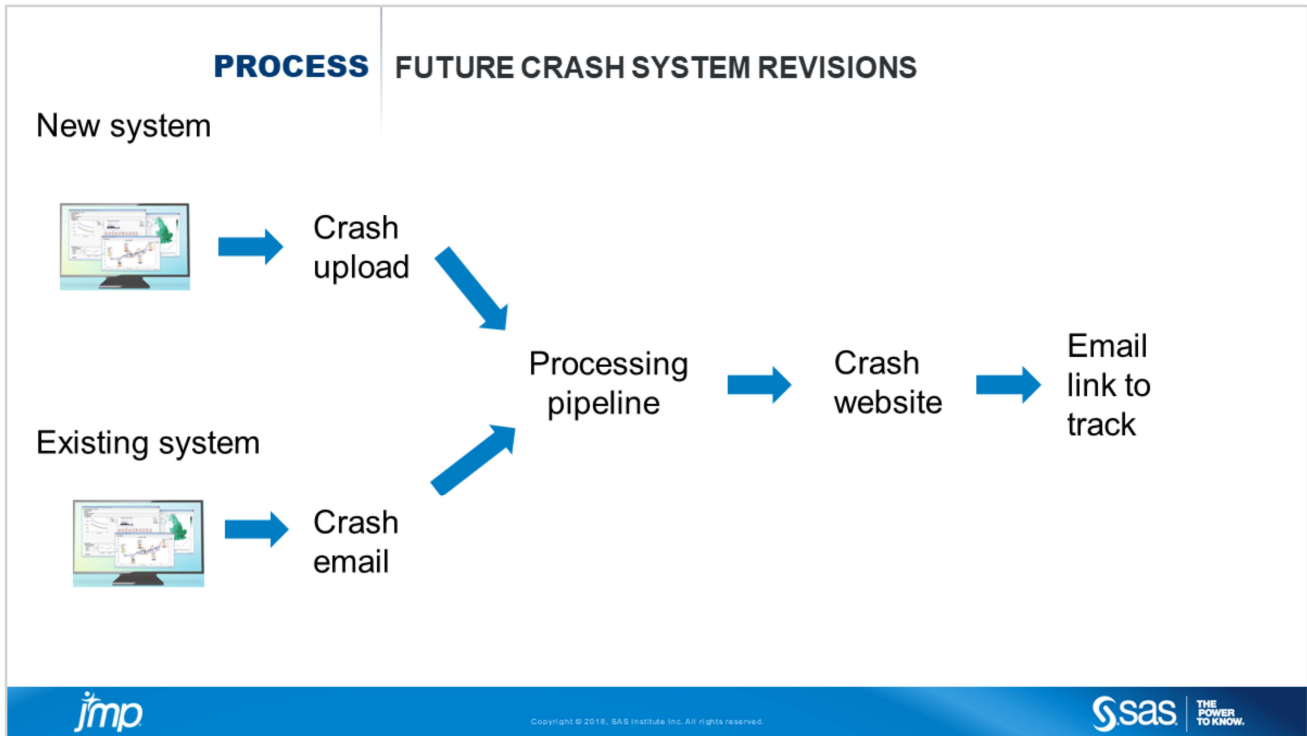 PROCESS
FUTURE CRASH SYSTEM REVISIONS
New system
Crash
upload
Processing
pipeline
Crash
website
Email
link to
track
Existing system
Crash
email
jmp
Copyright © 2018, SAS Institute Inc. All rights reserved.
sas
THE
POWER
TO KNOW.